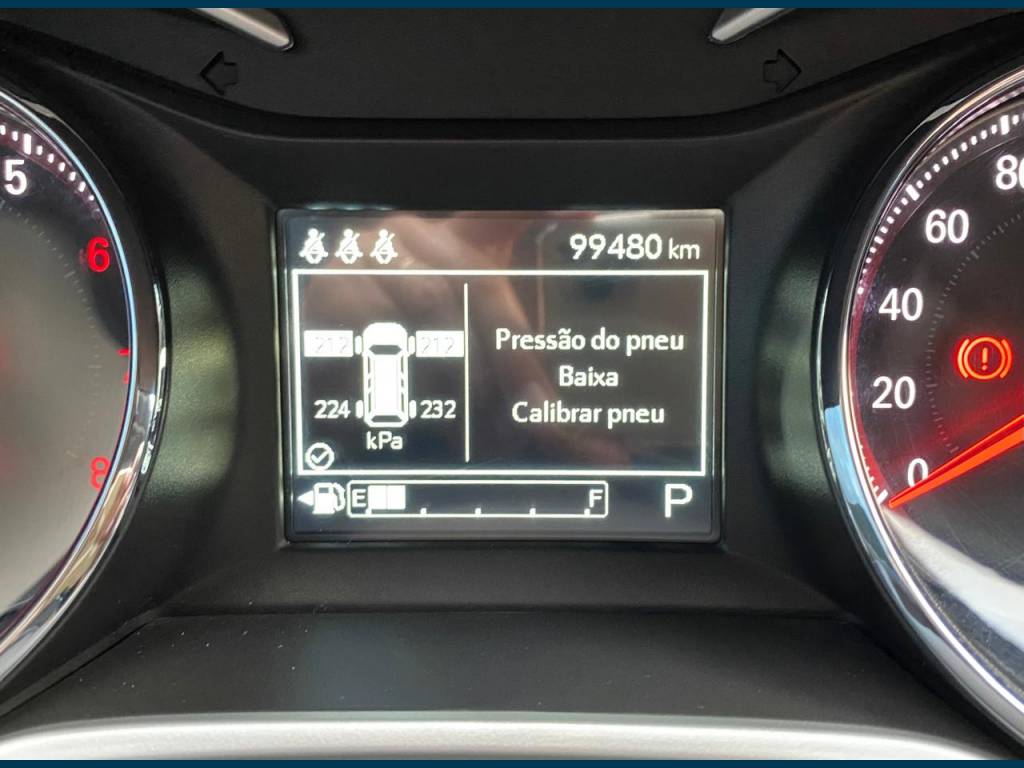 5
6
8
99480 km
212 212
224 232
kPa
Pressão do pneu
Baixa
Calibrar pneu
E F
P
80
60
40
20
0